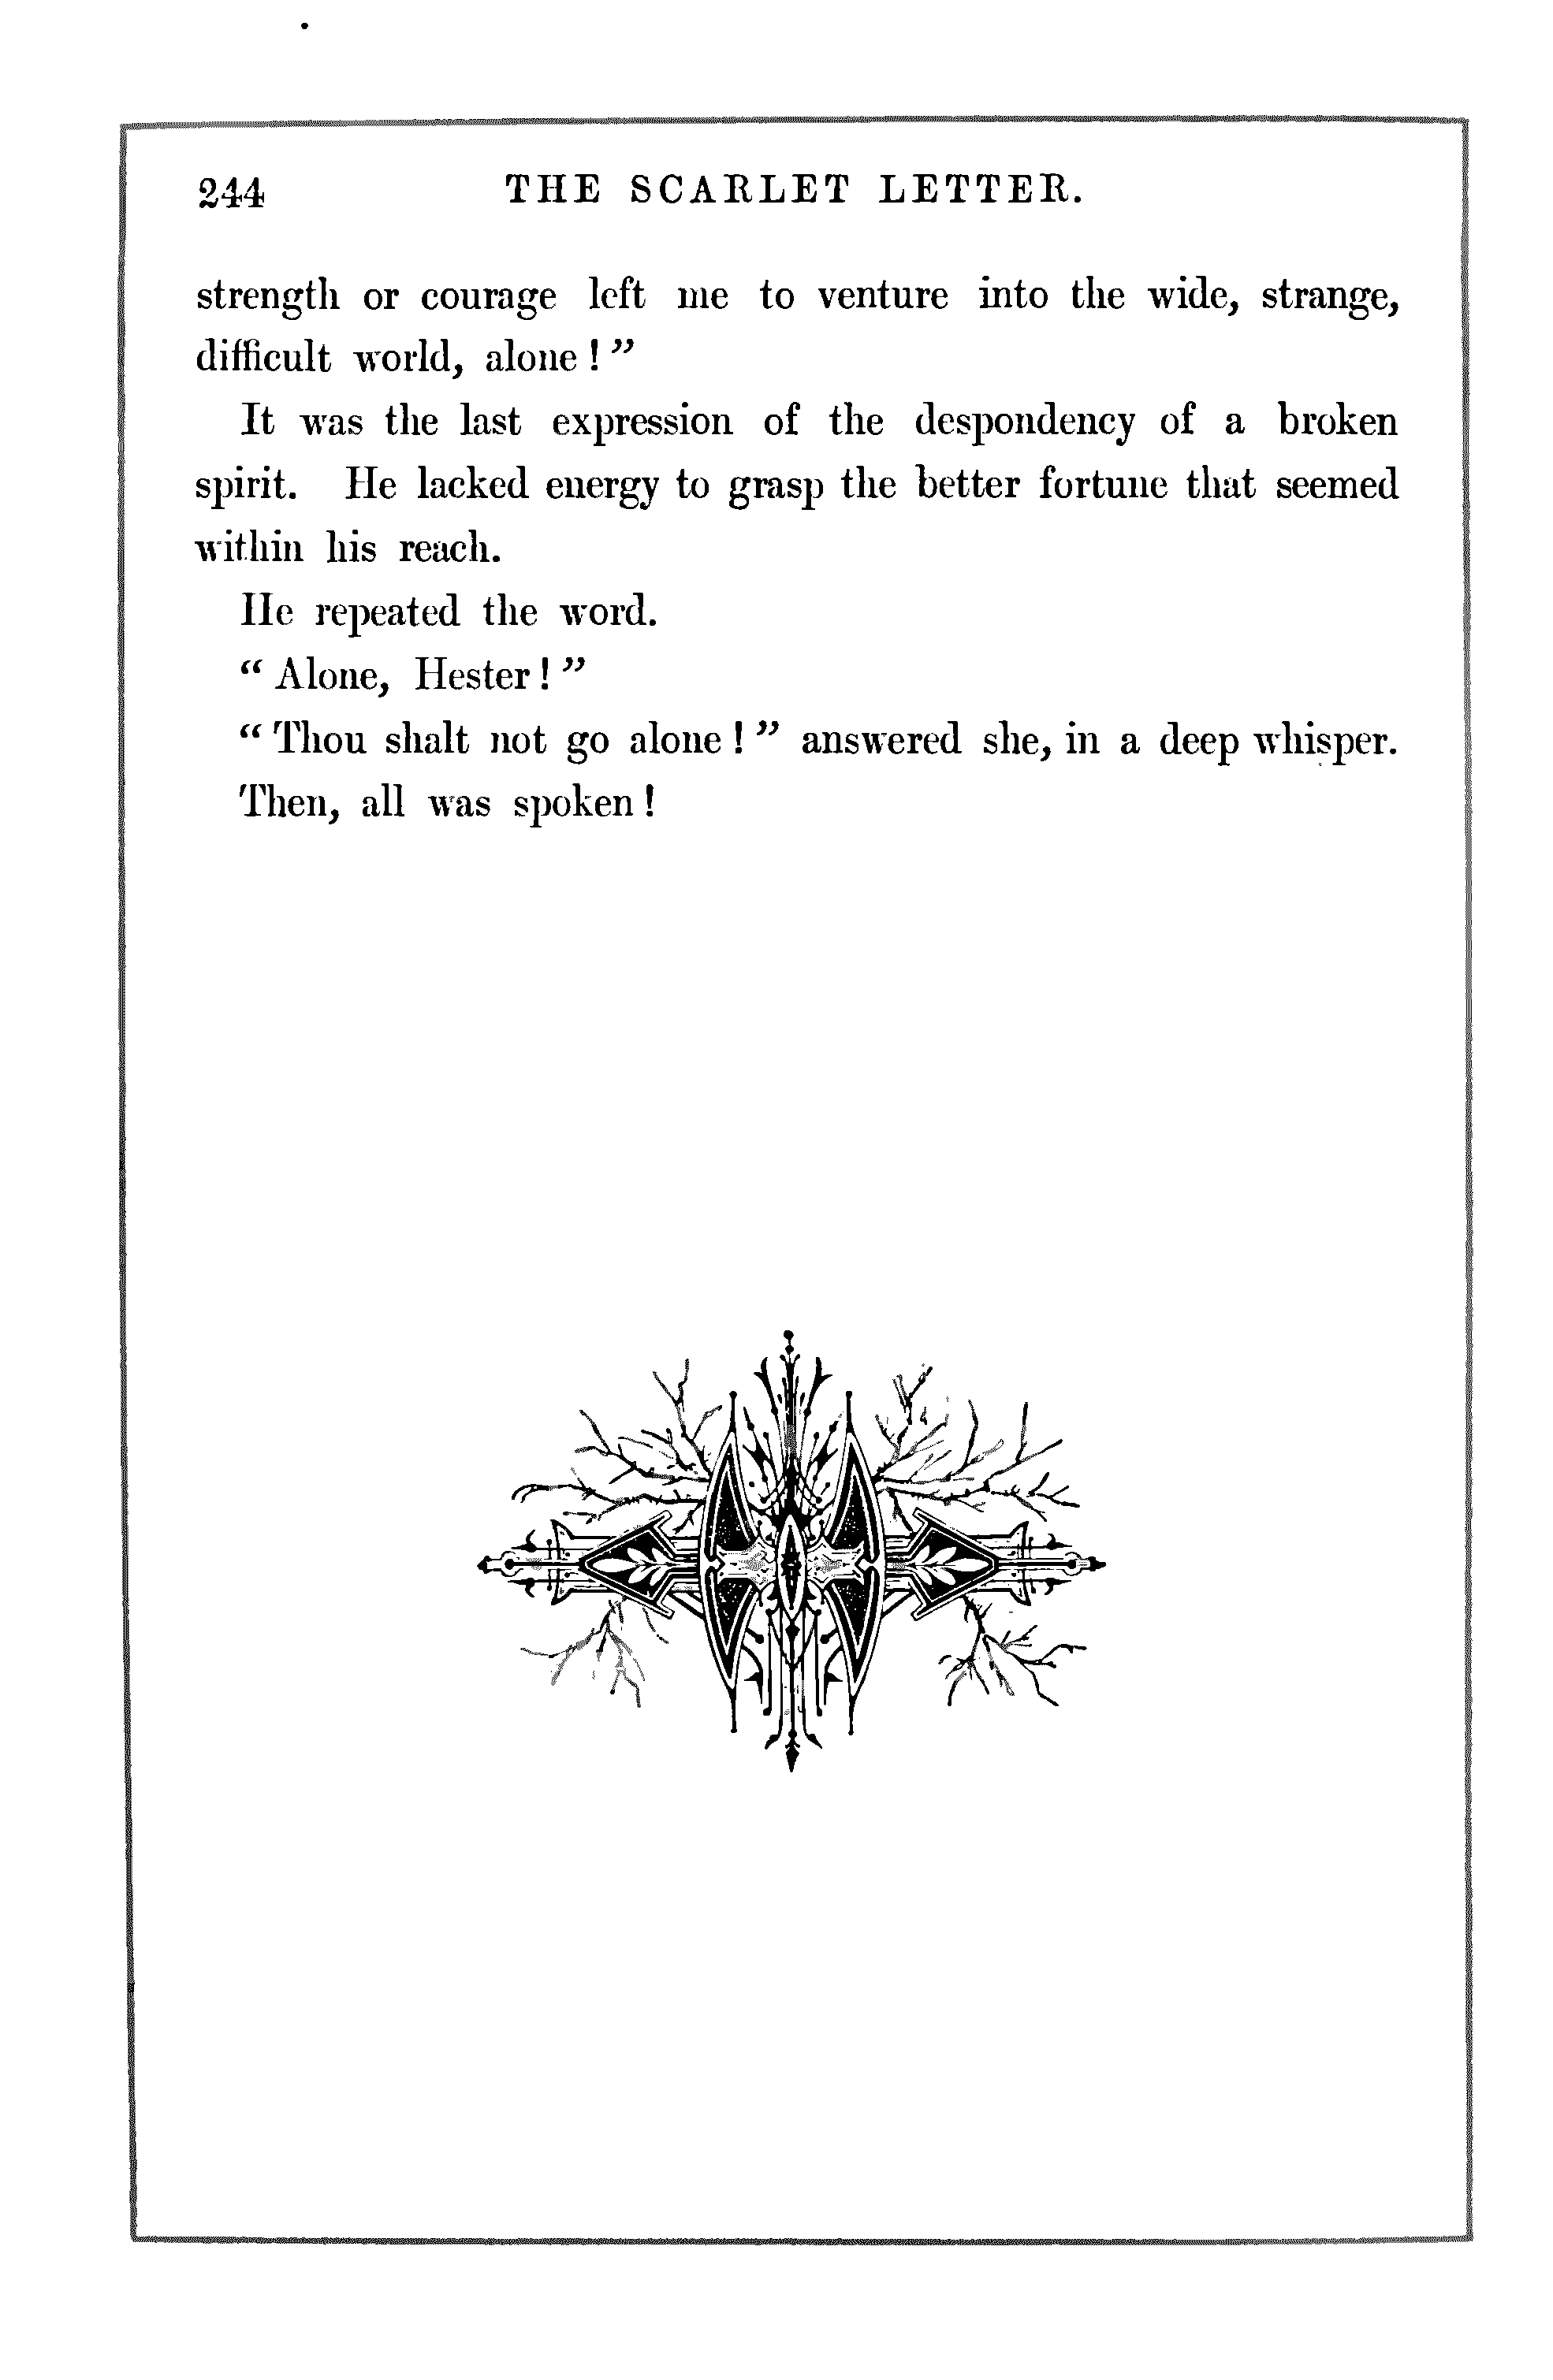 244 THE SCARLET LETTER.
strength or courage left me to venture into the wide, strange,
difficult world, alone!”
It was the last expression of the despondency of a broken
spirit. He lacked energy to grasp the better fortune that seemed
within his reach.
He repeated the word.
“Alone, Hester!”
“Thou shalt not go alone!” answered she, in a deep whisper.
Then, all was spoken!